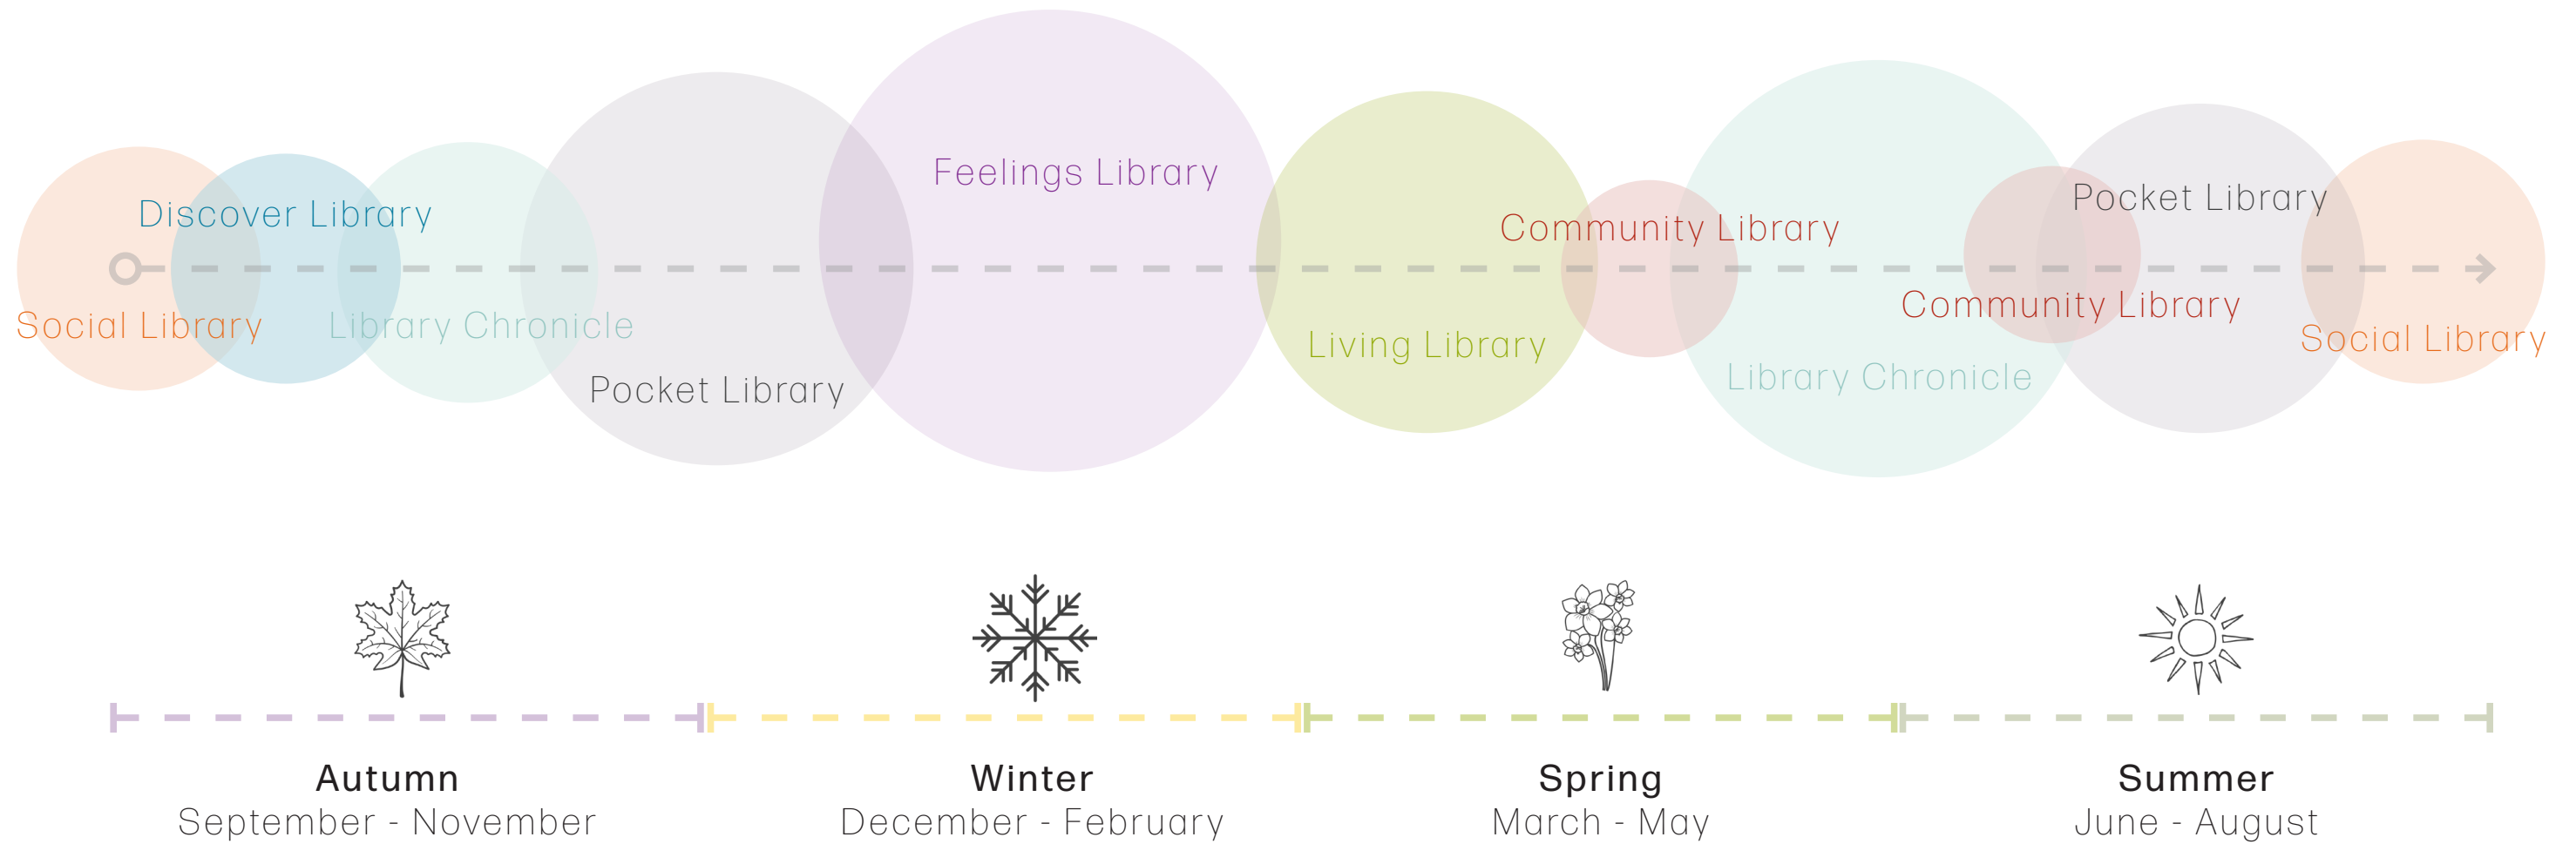 Social Library
Discover Library
Library Chronicle
Pocket Library
Feelings Library
Living Library
Community Library
Library Chronicle
Community Library
Pocket Library
Social Library
Autumn
September - November
Winter
December - February
Spring
March - May
Summer
June - August